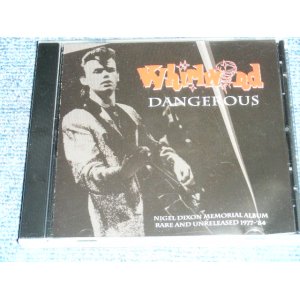 Whirlwind
DANGEROUS
NIGEL DIXON MEMORIAL ALBUM
RARE AND UNRELEASED 1977-'84